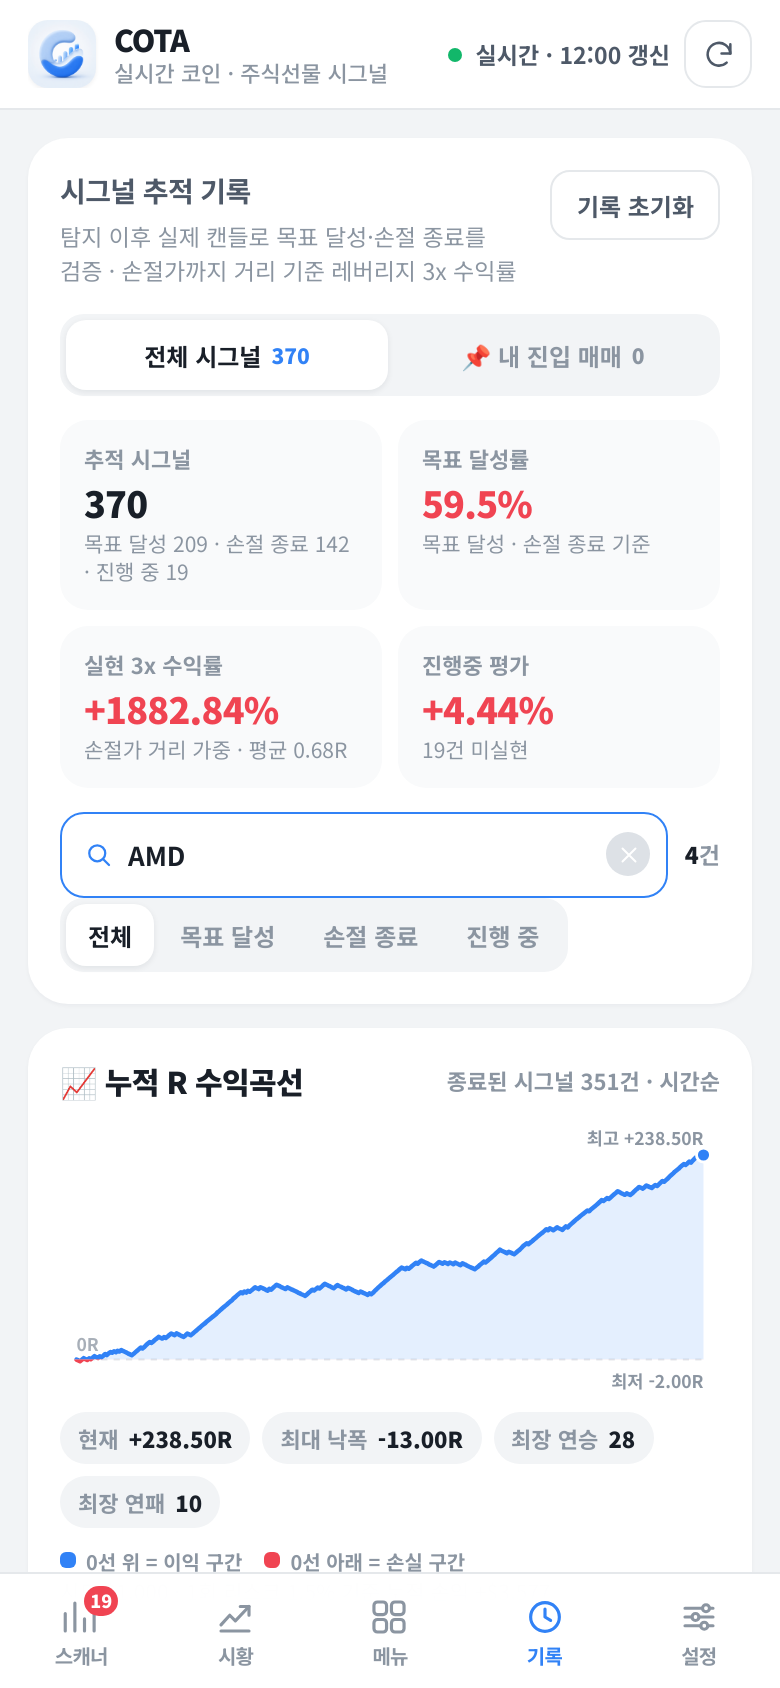 COTA
실시간 코인 · 주식선물 시그널
실시간 · 12:00 갱신
시그널 추적 기록
기록 초기화
탐지 이후 실제 캔들로 목표 달성·손절 종료를
검증 · 손절가까지 거리 기준 레버리지 3x 수익률
전체 시그널 370
📌 내 진입 매매 0
추적 시그널
370
목표 달성 209 · 손절 종료 142
· 진행 중 19
목표 달성률
59.5%
목표 달성 · 손절 종료 기준
실현 3x 수익률
+1882.84%
손절가 거리 가중 · 평균 0.68R
진행중 평가
+4.44%
19건 미실현
AMD
4건
전체
목표 달성
손절 종료
진행 중
📈 누적 R 수익곡선
종료된 시그널 351건 · 시간순
최고 +238.50R
0R
최저 -2.00R
현재 +238.50R
최대 낙폭 -13.00R
최장 연승 28
최장 연패 10
0선 위 = 이익 구간
0선 아래 = 손실 구간
19
스캐너
시황
메뉴
기록
설정